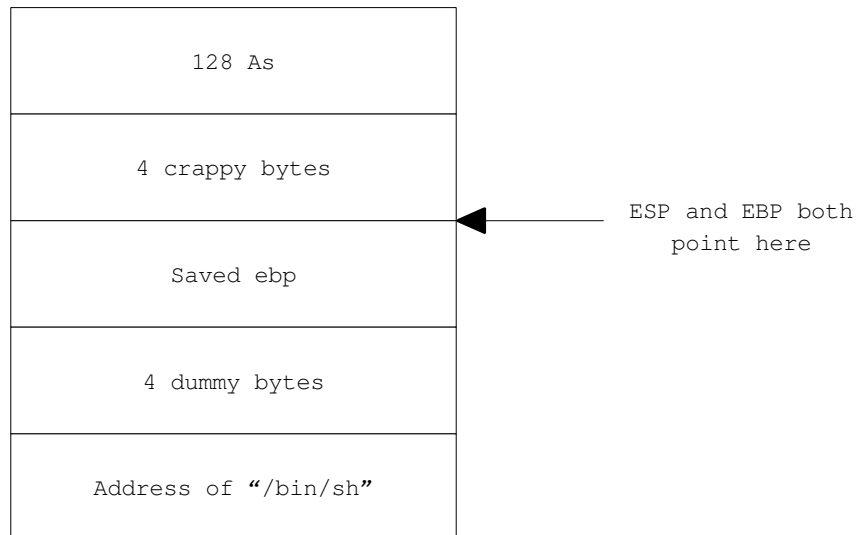 128 As
4 crappy bytes
ESP and EBP both
point here
Saved ebp
4 dummy bytes
Address of “/bin/sh”